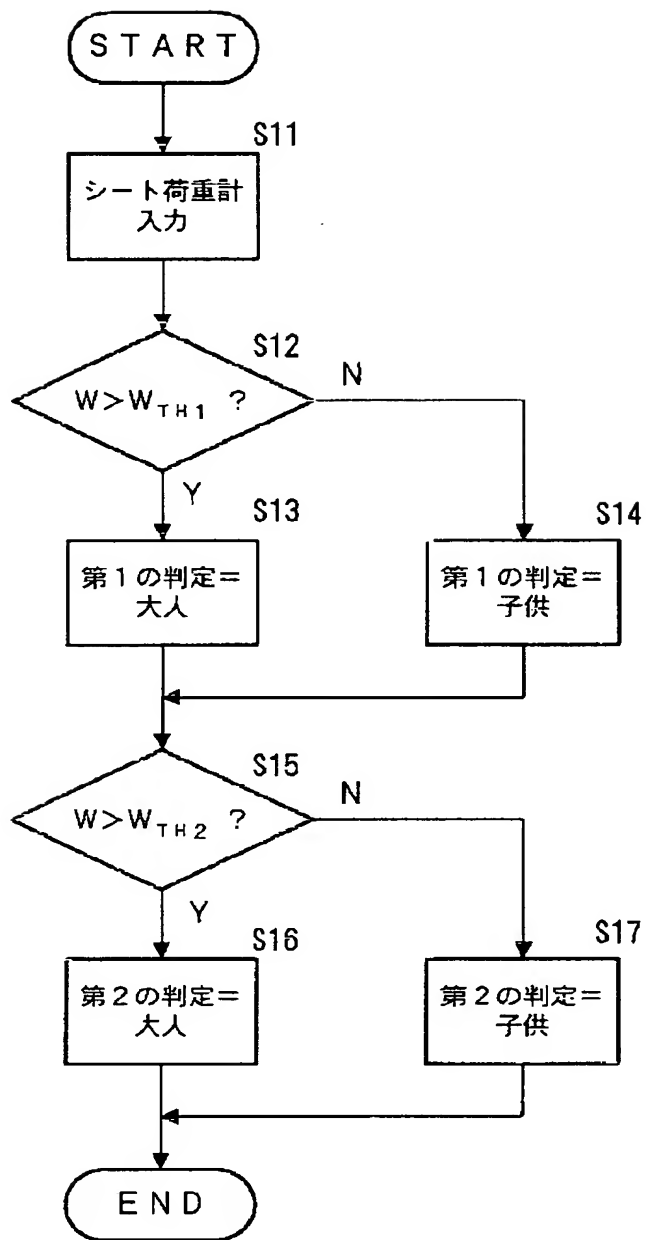 START
S11
シート荷重計
入力
S12
W>W_TH1 ?
N
Y
S13
第1の判定=
大人
S14
第1の判定=
子供
S15
W>W_TH2 ?
N
Y
S16
第2の判定=
大人
S17
第2の判定=
子供
END